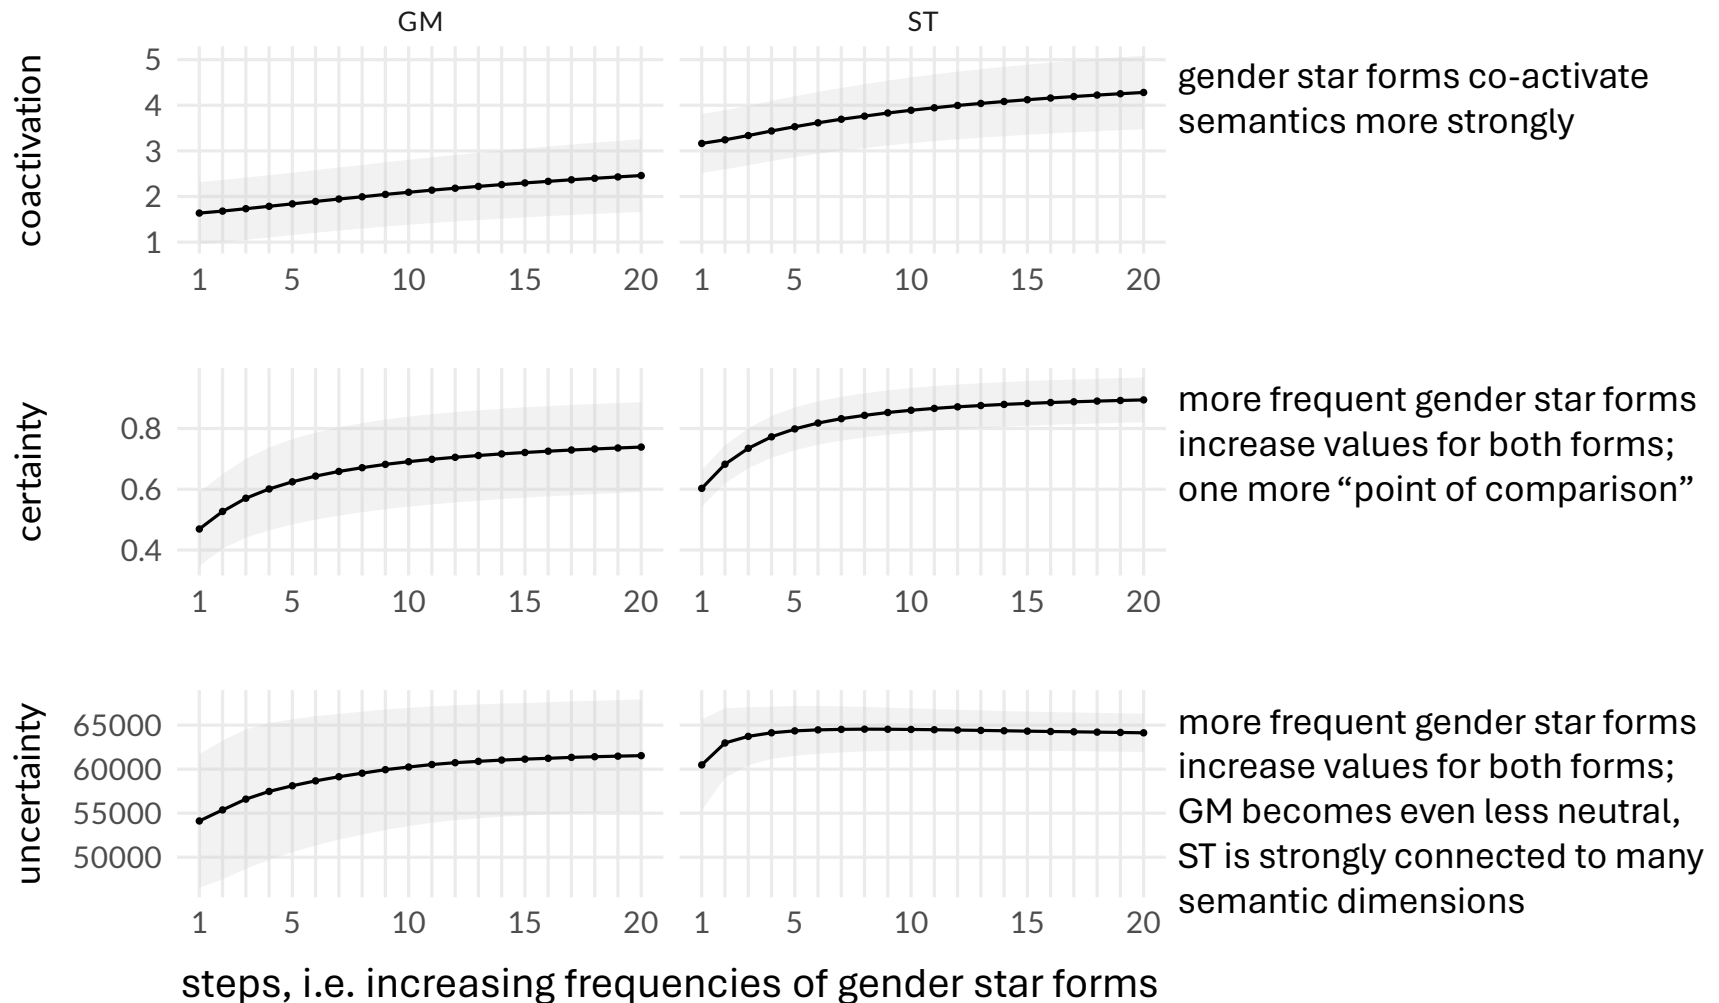 GM
ST
coactivation
5
4
3
2
1
1 5 10 15 20
1 5 10 15 20
gender star forms co-activate
semantics more strongly
certainty
0.8
0.6
0.4
1 5 10 15 20
1 5 10 15 20
more frequent gender star forms
increase values for both forms;
one more “point of comparison”
uncertainty
65000
60000
55000
50000
1 5 10 15 20
1 5 10 15 20
more frequent gender star forms
increase values for both forms;
GM becomes even less neutral,
ST is strongly connected to many
semantic dimensions
steps, i.e. increasing frequencies of gender star forms